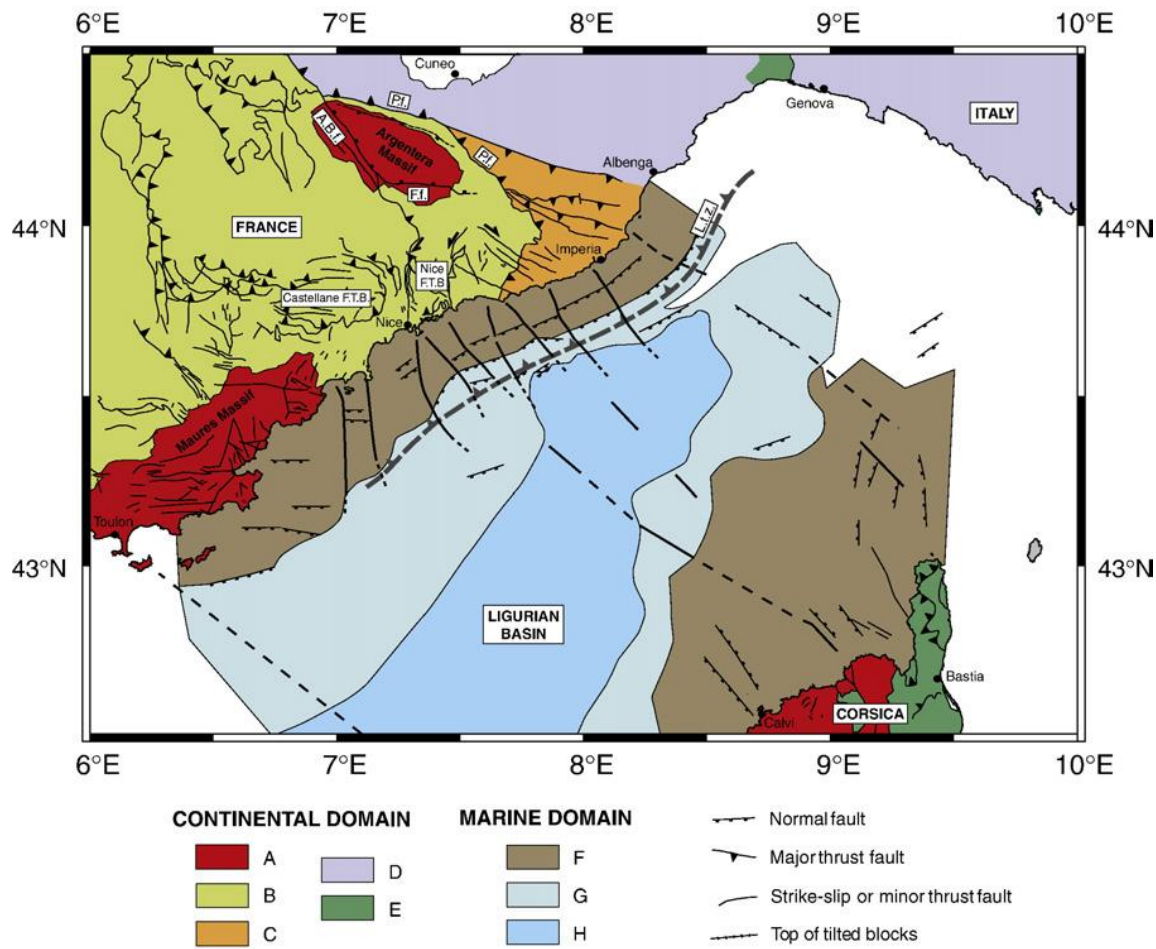 6°E 7°E 8°E 9°E 10°E
Cuneo
Genova
ITALY
P.f.
A.B.f.
Argentera
Massif
P.f.
Albenga
F.f.
L.t.z.
44°N 44°N
FRANCE
Imperia
Nice
F.T.B
Castellane F.T.B.
Nice
Maures Massif
Toulon
43°N 43°N
LIGURIAN
BASIN
Bastia
Calvi
CORSICA
6°E 7°E 8°E 9°E 10°E
CONTINENTAL DOMAIN
A
B
C
D
E
MARINE DOMAIN
F
G
H
Normal fault
Major thrust fault
Strike-slip or minor thrust fault
Top of tilted blocks